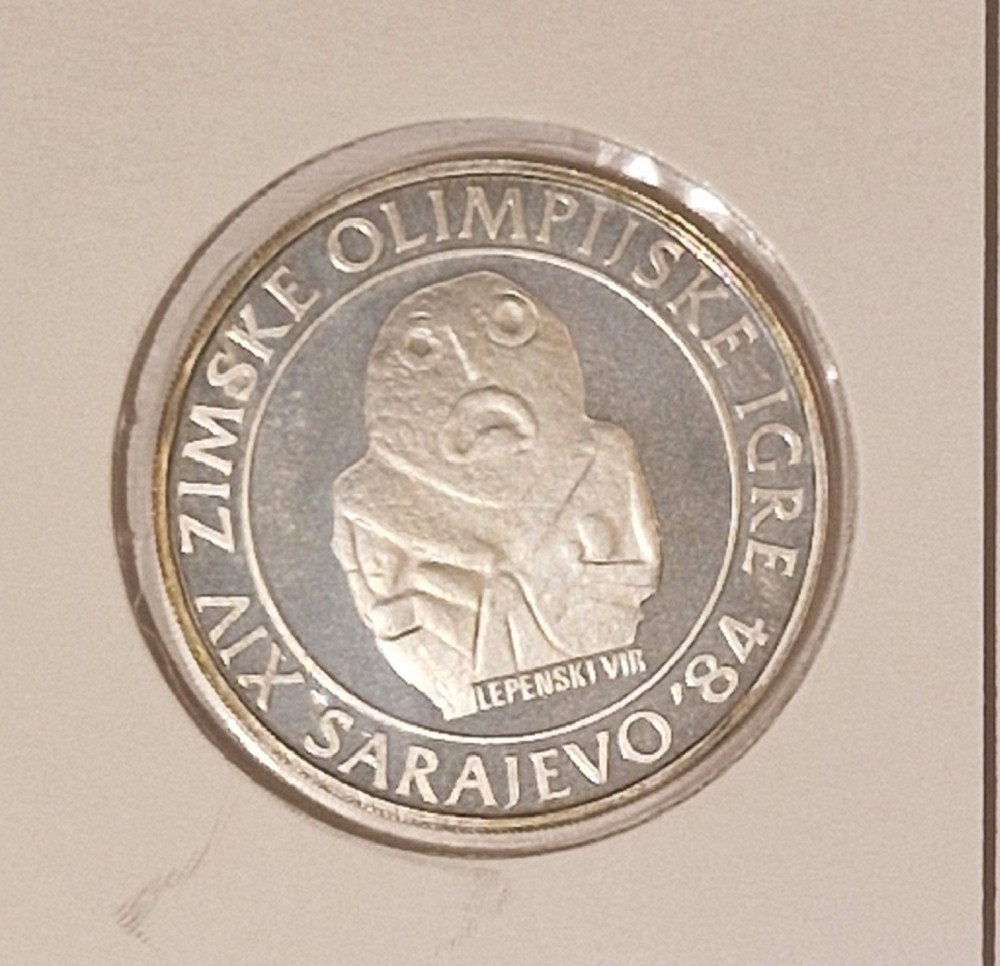 XIV ZIMSKE OLIMPIJSKE IGRE
SARAJEVO '84
LEPENSKI VIR